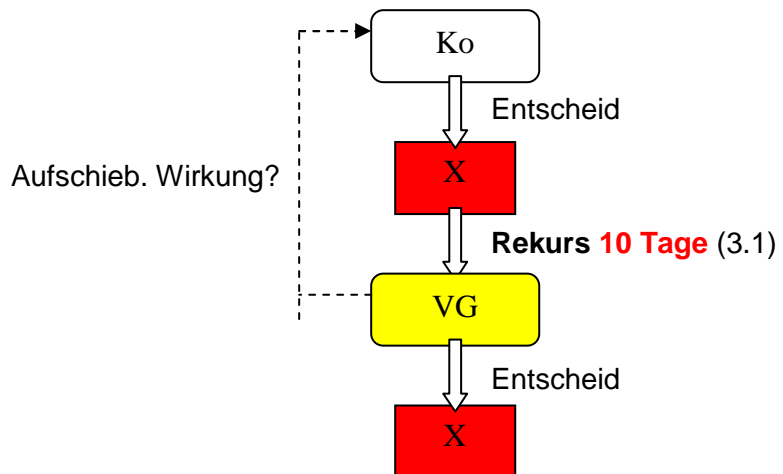 Ko
Entscheid
X
Aufschieb. Wirkung?
Rekurs 10 Tage (3.1)
VG
Entscheid
X